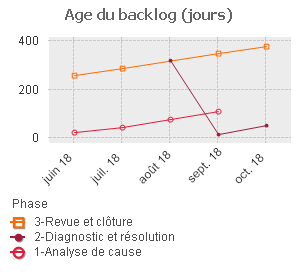 Age du backlog (jours)
400
200
0
juin 18
juil. 18
août 18
sept. 18
oct. 18
Phase
3-Revue et clôture
2-Diagnostic et résolution
1-Analyse de cause